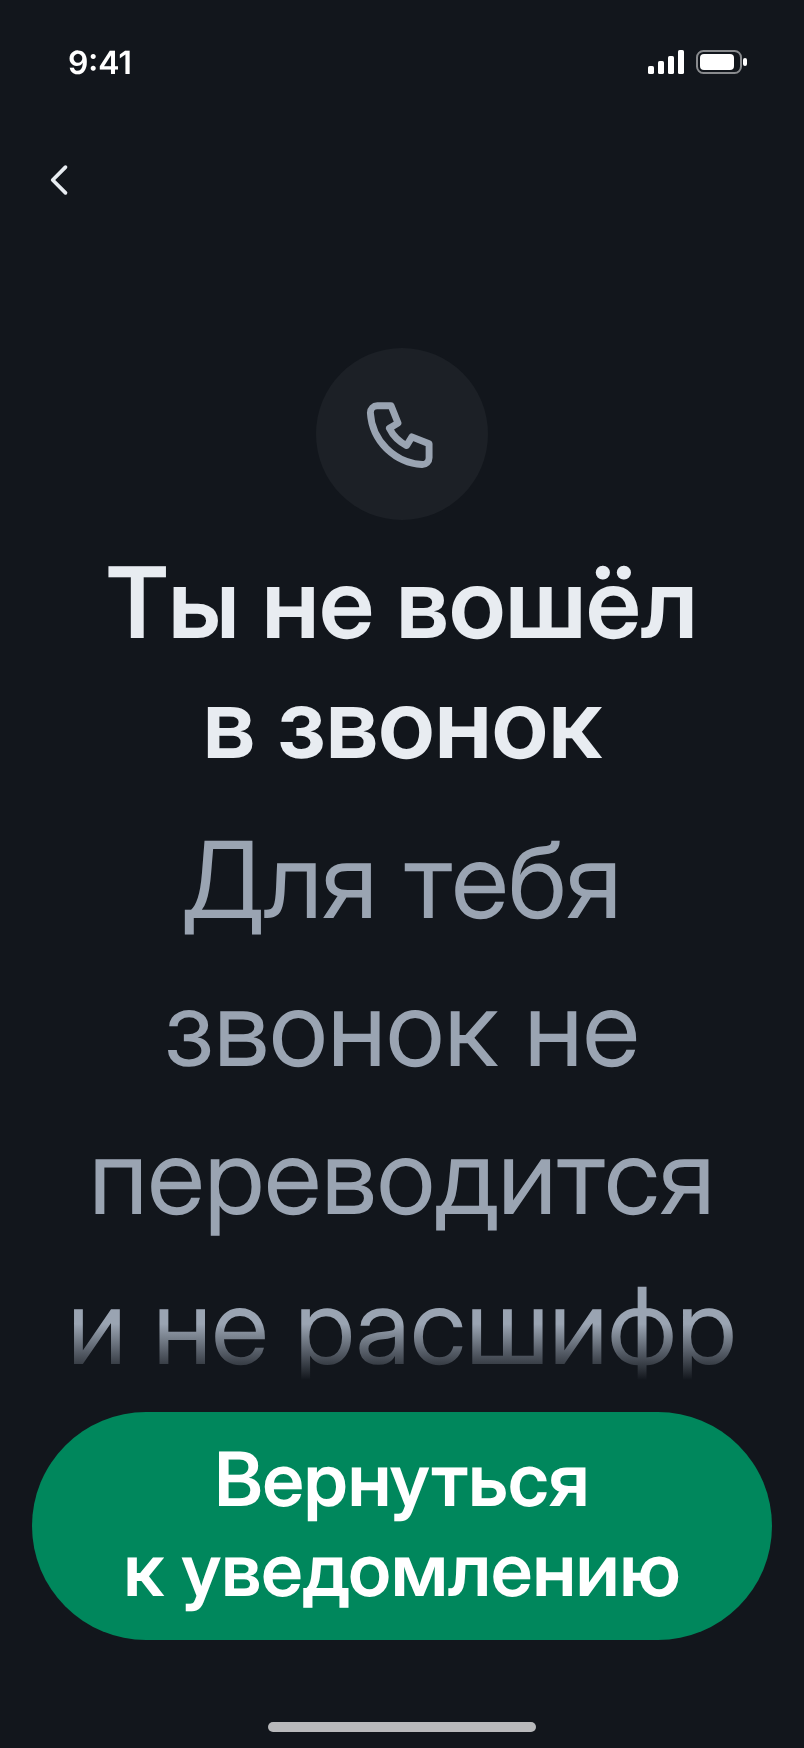 9:41
Ты не вошёл
в звонок
Для тебя
звонок не
переводится
и не расшифр
Вернуться
к уведомлению